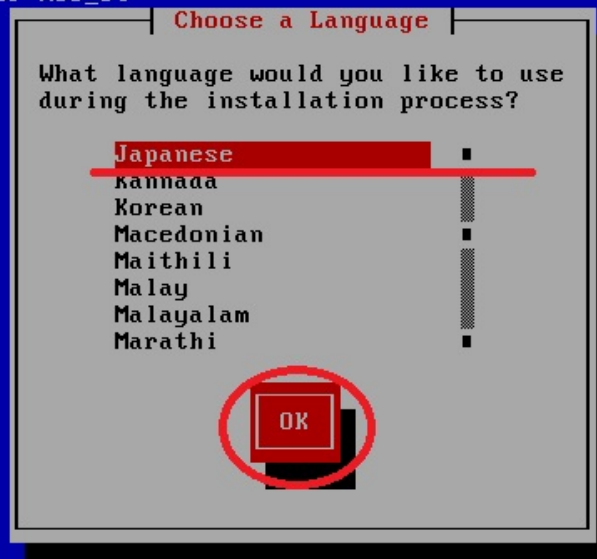 Choose a Language
What language would you like to use
during the installation process?
Japanese
Kannada
Korean
Macedonian
Maithili
Malay
Malayalam
Marathi
OK